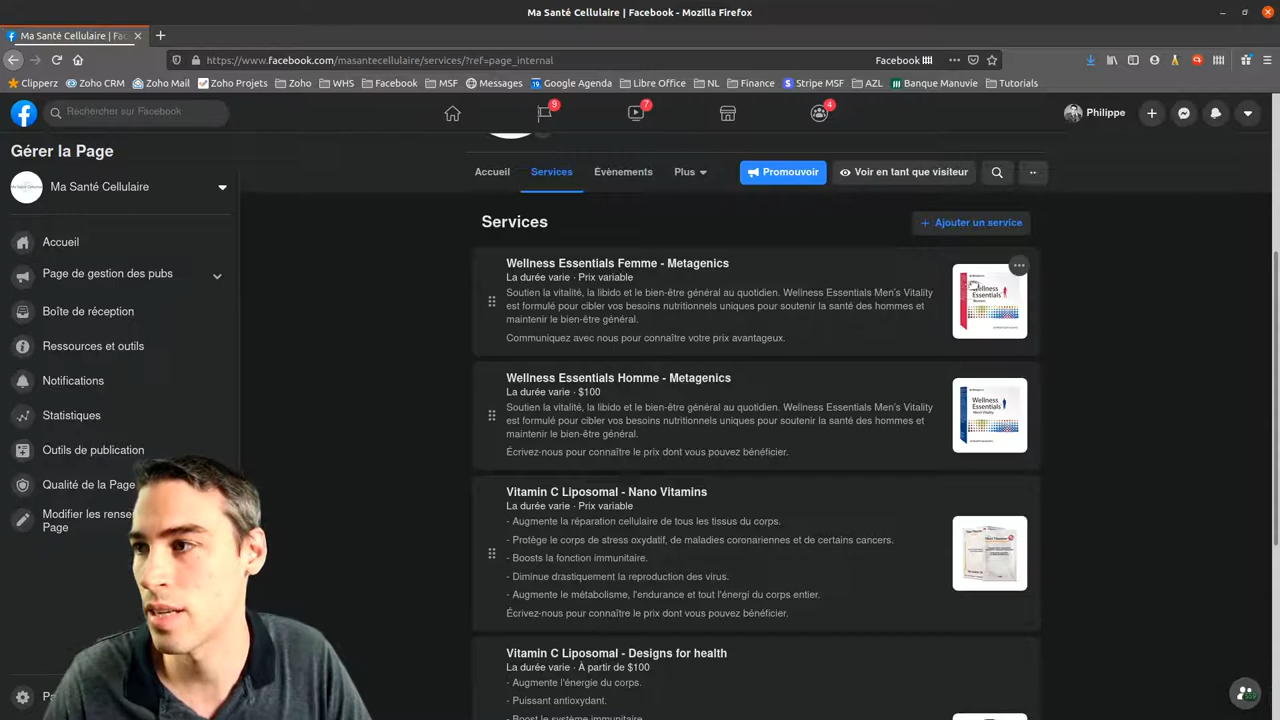 Ma Santé Cellulaire | Facebook - Mozilla Firefox
Ma Santé Cellulaire | Fac
https://www.facebook.com/masantecellulaire/services/?ref=page_internal
Facebook
Clipperz
Zoho CRM
Zoho Mail
Zoho Projets
Zoho
WHS
Facebook
MSF
Messages
Google Agenda
Libre Office
NL
Finance
Stripe MSF
AZL
Banque Manuvie
Tutorials
Rechercher sur Facebook
9
7
4
Philippe
Gérer la Page
Ma Santé Cellulaire
Accueil
Page de gestion des pubs
Boîte de réception
Ressources et outils
Notifications
Statistiques
Outils de publication
Qualité de la Page
Modifier les rense
Page
Accueil
Services
Évènements
Plus
Promouvoir
Voir en tant que visiteur
Services
+ Ajouter un service
Wellness Essentials Femme - Metagenics
La durée varie · Prix variable
Soutien la vitalité, la libido et le bien-être général au quotidien. Wellness Essentials Men's Vitality
est formulé pour cibler vos besoins nutritionnels uniques pour soutenir la santé des hommes et
maintenir le bien-être général.
Communiquez avec nous pour connaître votre prix avantageux.
Wellness
Essentials
Wellness Essentials Homme - Metagenics
La durée varie · $100
Soutien la vitalité, la libido et le bien-être général au quotidien. Wellness Essentials Men's Vitality
est formulé pour cibler vos besoins nutritionnels uniques pour soutenir la santé des hommes et
maintenir le bien-être général.
Écrivez-nous pour connaître le prix dont vous pouvez bénéficier.
Wellness
Essentials
Vitamin C Liposomal - Nano Vitamins
La durée varie · Prix variable
- Augmente la réparation cellulaire de tous les tissus du corps.
- Protège le corps de stress oxydatif, de maladies coronariennes et de certains cancers.
- Boosts la fonction immunitaire.
- Diminue drastiquement la reproduction des virus.
- Augmente le métabolisme, l'endurance et tout l'énergi du corps entier.
Écrivez-nous pour connaître le prix dont vous pouvez bénéficier.
Vitamin C Liposomal - Designs for health
La durée varie · À partir de $100
- Augmente l'énergie du corps.
- Puissant antioxydant.
- Boost le système immunitaire